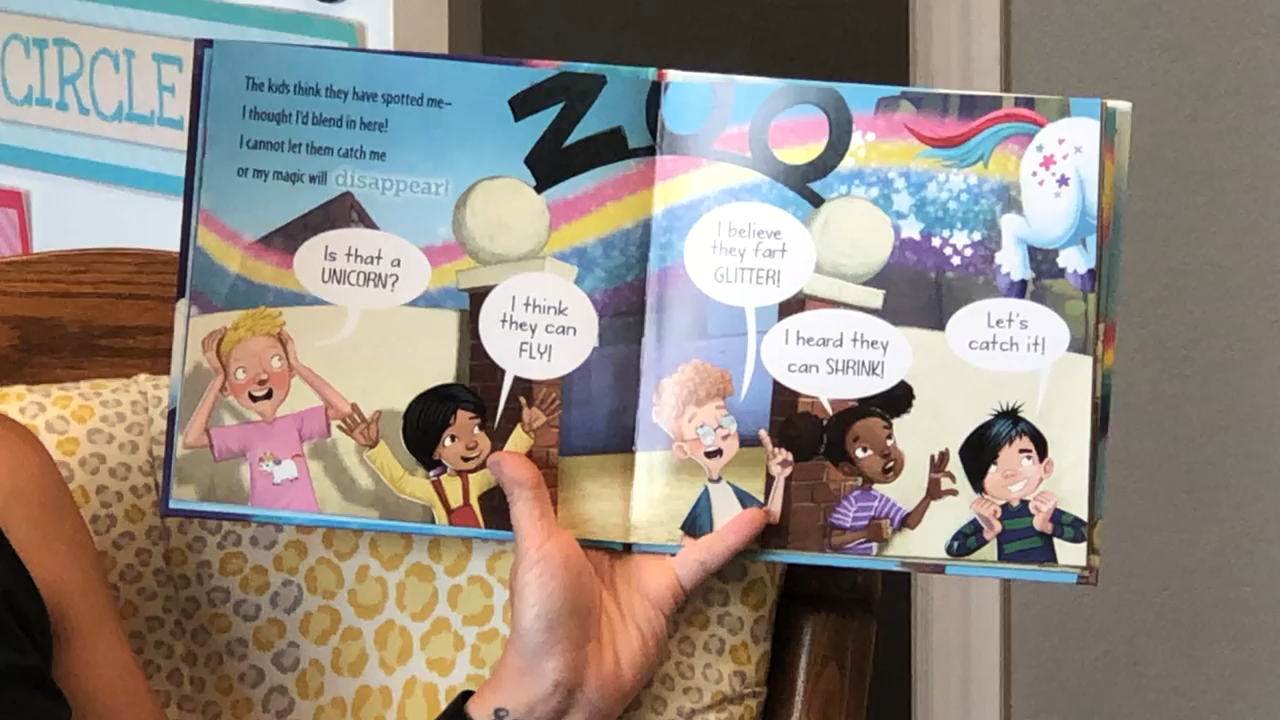 CIRCLE
The kids think they have spotted me—
I thought I'd blend in here!
I cannot let them catch me
or my magic will disappear!
ZOO
Is that a
UNICORN?
I think
they can
FLY!
I believe
they fart
GLITTER!
I heard they
can SHRINK!
Let's
catch it!